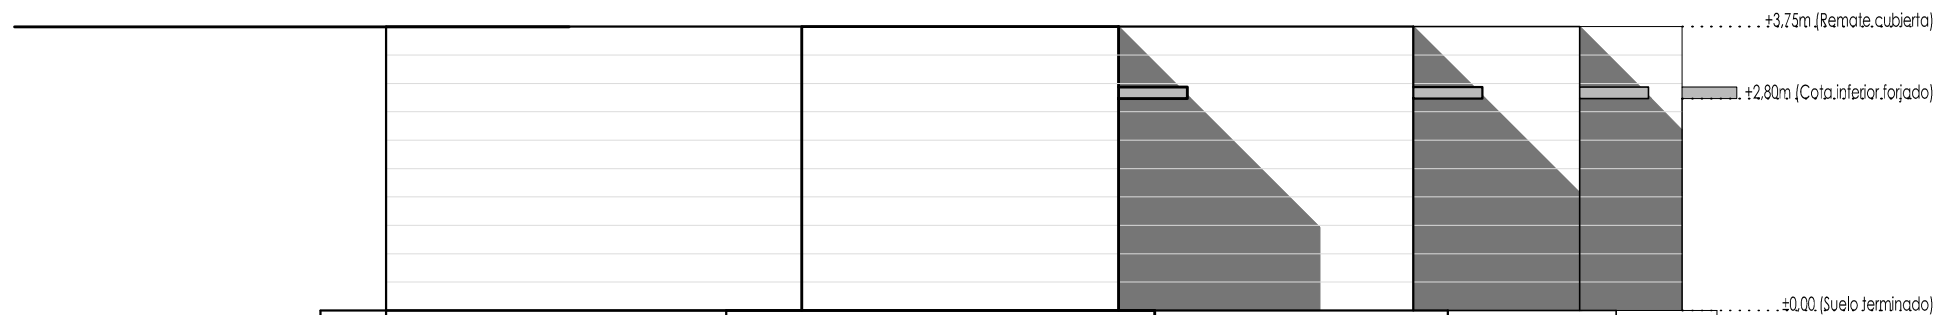 +3,75m (Remate cubierta)
+2,80m (Cota inferior forjado)
±0,00 (Suelo terminado)